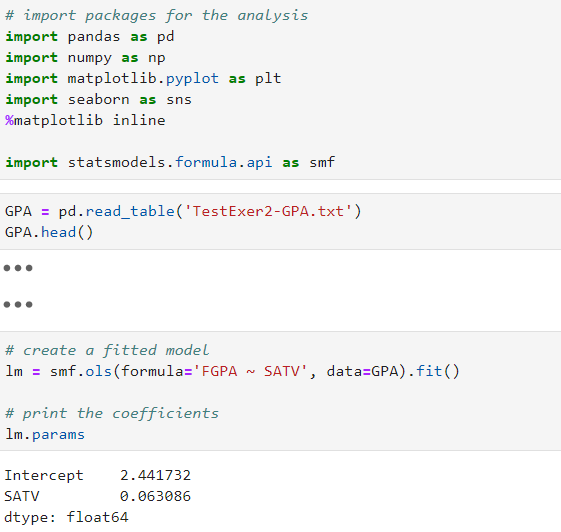 # import packages for the analysis
import pandas as pd
import numpy as np
import matplotlib.pyplot as plt
import seaborn as sns
%matplotlib inline
import statsmodels.formula.api as smf
GPA = pd.read_table('TestExer2-GPA.txt')
GPA.head()
# create a fitted model
lm = smf.ols(formula='FGPA ~ SATV', data=GPA).fit()
# print the coefficients
lm.params
Intercept    2.441732
SATV         0.063086
dtype: float64